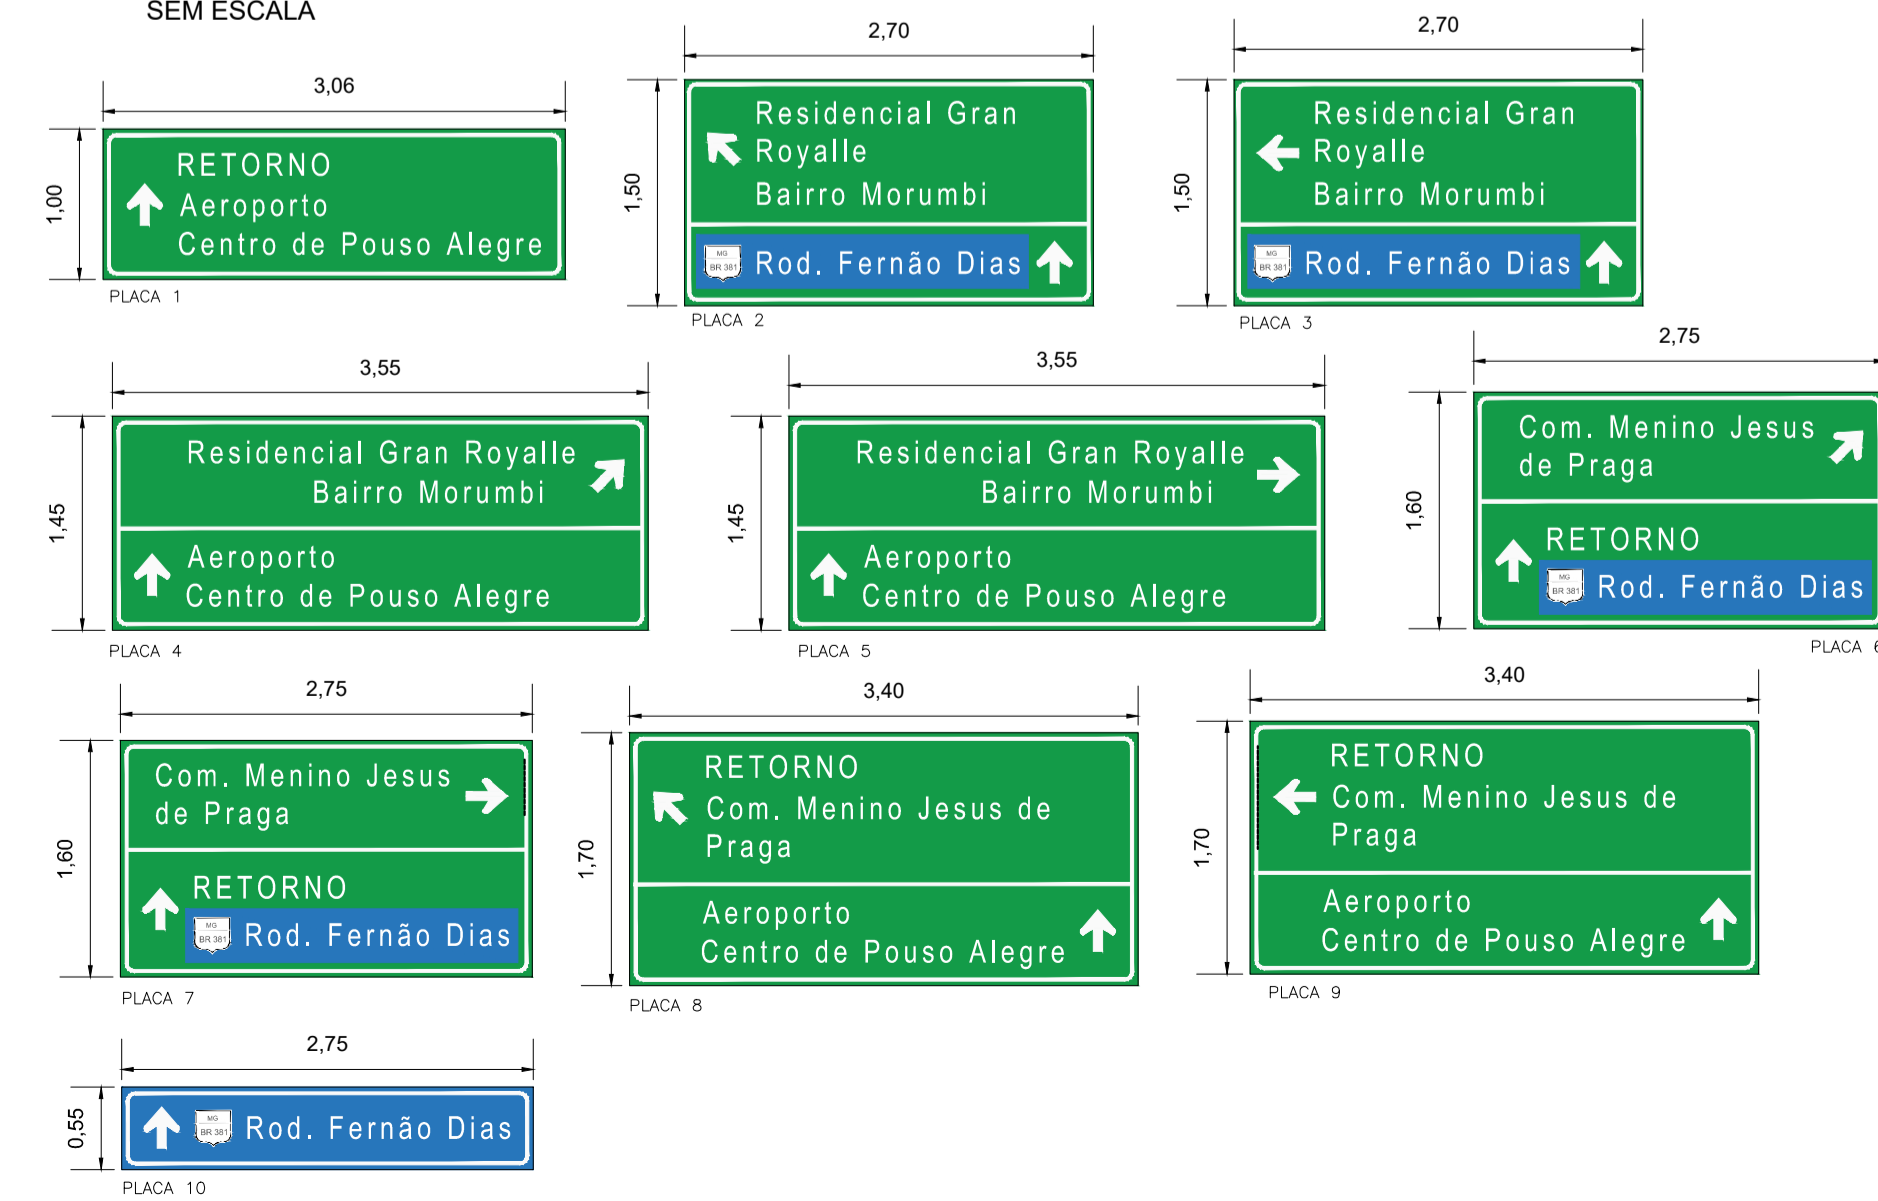 SEM ESCALA
3,06
1,00
RETORNO
Aeroporto
Centro de Pouso Alegre
PLACA 1
2,70
1,50
Residencial Gran
Royalle
Bairro Morumbi
MG
BR 381
Rod. Fernão Dias
PLACA 2
2,70
1,50
Residencial Gran
Royalle
Bairro Morumbi
MG
BR 381
Rod. Fernão Dias
PLACA 3
3,55
1,45
Residencial Gran Royalle
Bairro Morumbi
Aeroporto
Centro de Pouso Alegre
PLACA 4
3,55
1,45
Residencial Gran Royalle
Bairro Morumbi
Aeroporto
Centro de Pouso Alegre
PLACA 5
2,75
1,60
Com. Menino Jesus
de Praga
RETORNO
MG
BR 381
Rod. Fernão Dias
PLACA 6
2,75
1,60
Com. Menino Jesus
de Praga
RETORNO
MG
BR 381
Rod. Fernão Dias
PLACA 7
3,40
1,70
RETORNO
Com. Menino Jesus de
Praga
Aeroporto
Centro de Pouso Alegre
PLACA 8
3,40
1,70
RETORNO
Com. Menino Jesus de
Praga
Aeroporto
Centro de Pouso Alegre
PLACA 9
2,75
0,55
MG
BR 381
Rod. Fernão Dias
PLACA 10